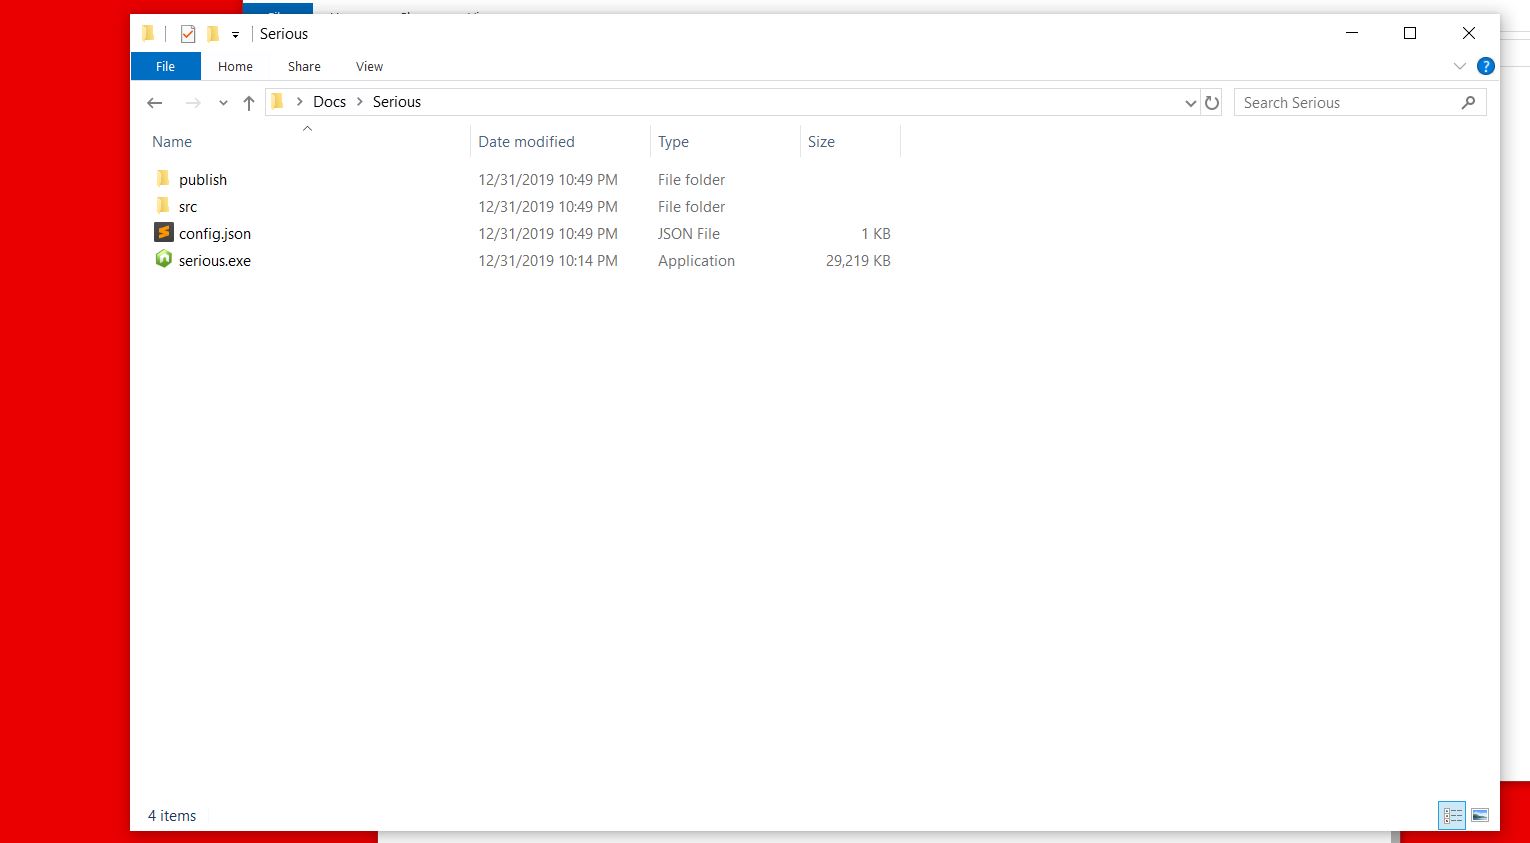 Serious
File Home Share View
Docs Serious Search Serious
Name Date modified Type Size
publish 12/31/2019 10:49 PM File folder
src 12/31/2019 10:49 PM File folder
config.json 12/31/2019 10:49 PM JSON File 1 KB
serious.exe 12/31/2019 10:14 PM Application 29,219 KB
4 items